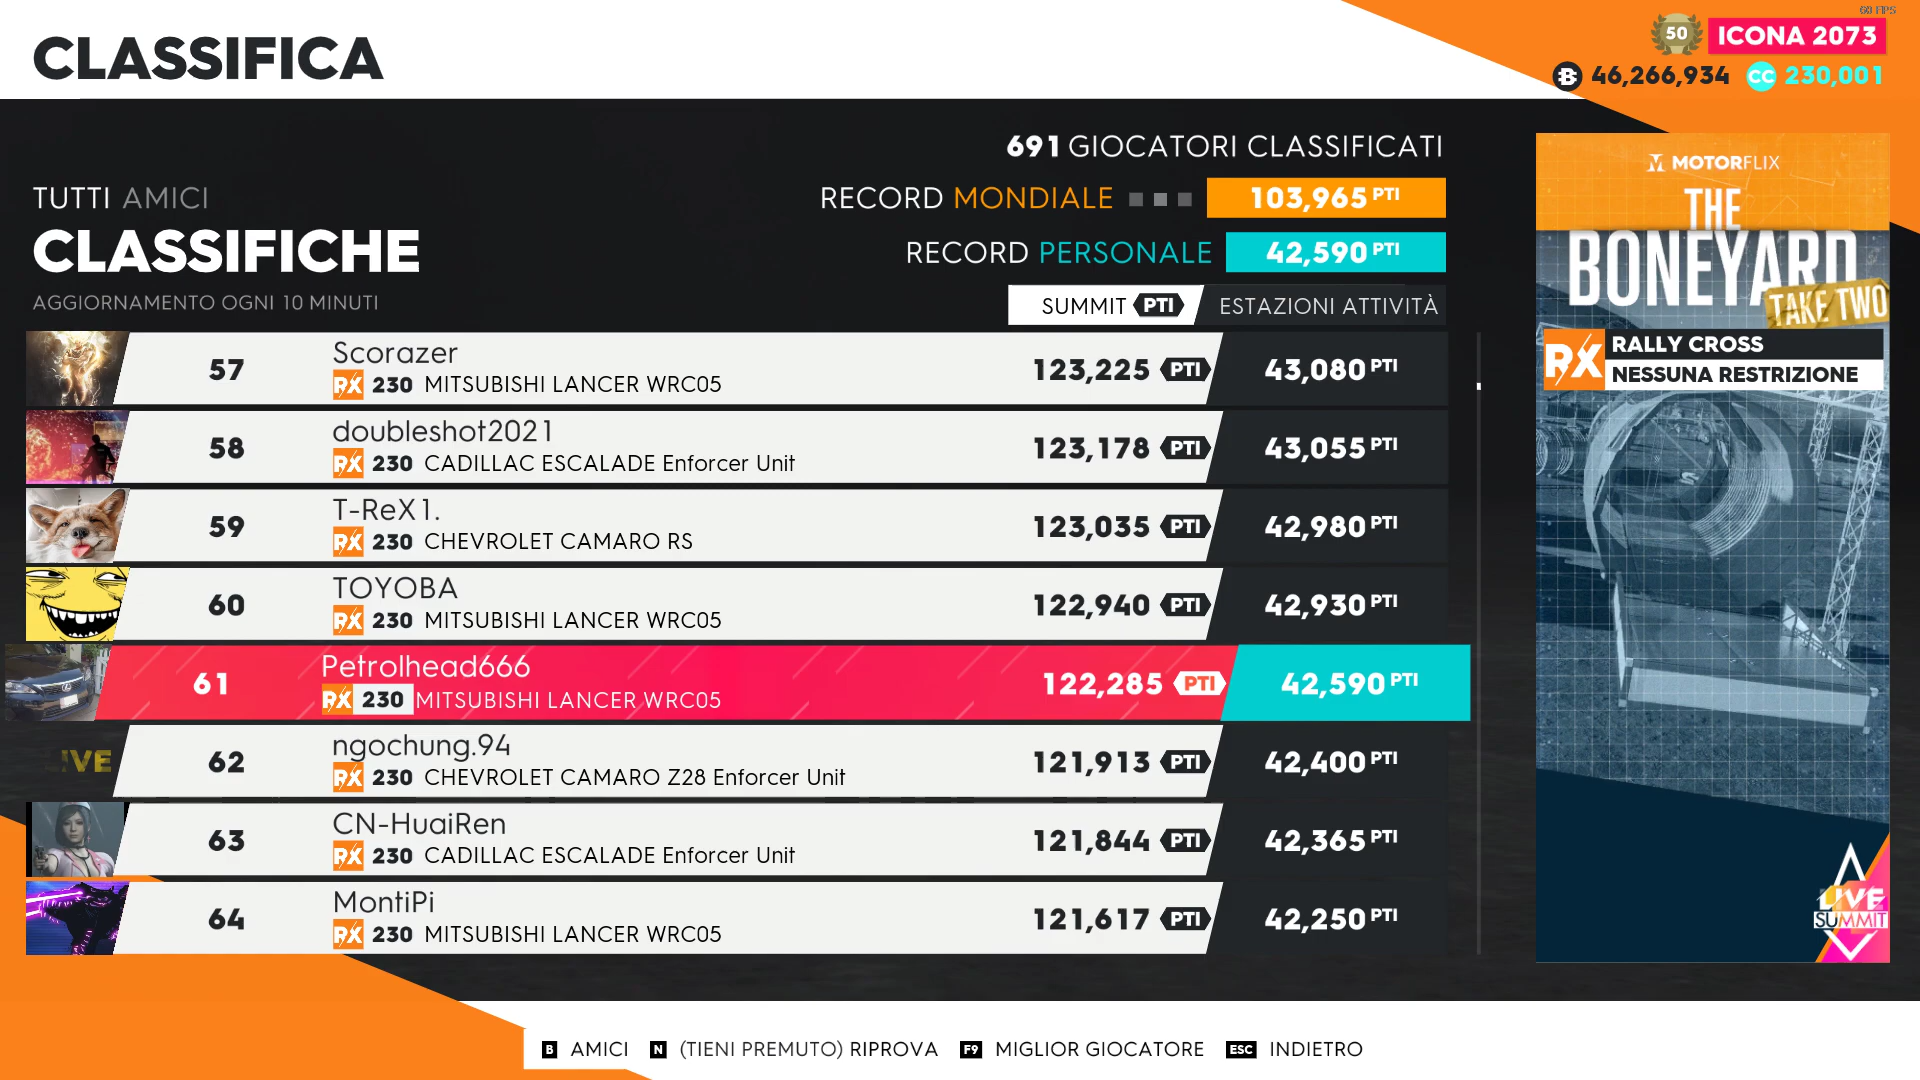 60 FPS
CLASSIFICA
50 ICONA 2073
46,266,934 CC 230,001
691 GIOCATORI CLASSIFICATI
TUTTI AMICI
RECORD MONDIALE 103,965 PTI
CLASSIFICHE
RECORD PERSONALE 42,590 PTI
AGGIORNAMENTO OGNI 10 MINUTI
SUMMIT PTI ESTAZIONI ATTIVITÀ
57 Scorazer 123,225 PTI 43,080 PTI
RX 230 MITSUBISHI LANCER WRC05
58 doubleshot2021 123,178 PTI 43,055 PTI
RX 230 CADILLAC ESCALADE Enforcer Unit
59 T-ReX1. 123,035 PTI 42,980 PTI
RX 230 CHEVROLET CAMARO RS
60 TOYOBA 122,940 PTI 42,930 PTI
RX 230 MITSUBISHI LANCER WRC05
61 Petrolhead666 122,285 PTI 42,590 PTI
RX 230 MITSUBISHI LANCER WRC05
IVE
62 ngochung.94 121,913 PTI 42,400 PTI
RX 230 CHEVROLET CAMARO Z28 Enforcer Unit
63 CN-HuaiRen 121,844 PTI 42,365 PTI
RX 230 CADILLAC ESCALADE Enforcer Unit
64 MontiPi 121,617 PTI 42,250 PTI
RX 230 MITSUBISHI LANCER WRC05
MOTORFLIX
THE
BONEYARD
TAKE TWO
RX RALLY CROSS
NESSUNA RESTRIZIONE
LIVE
SUMMIT
B AMICI N (TIENI PREMUTO) RIPROVA F9 MIGLIOR GIOCATORE ESC INDIETRO